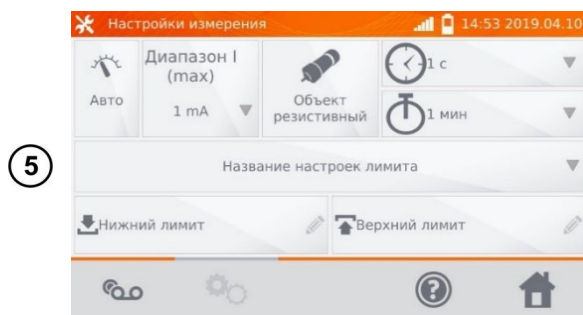 Настройки измерения
14:53 2019.04.10
Диапазон I
(max)
1 с
Авто
1 mA
Объект
резистивный
1 мин
5
Название настроек лимита
Нижний лимит
Верхний лимит
?